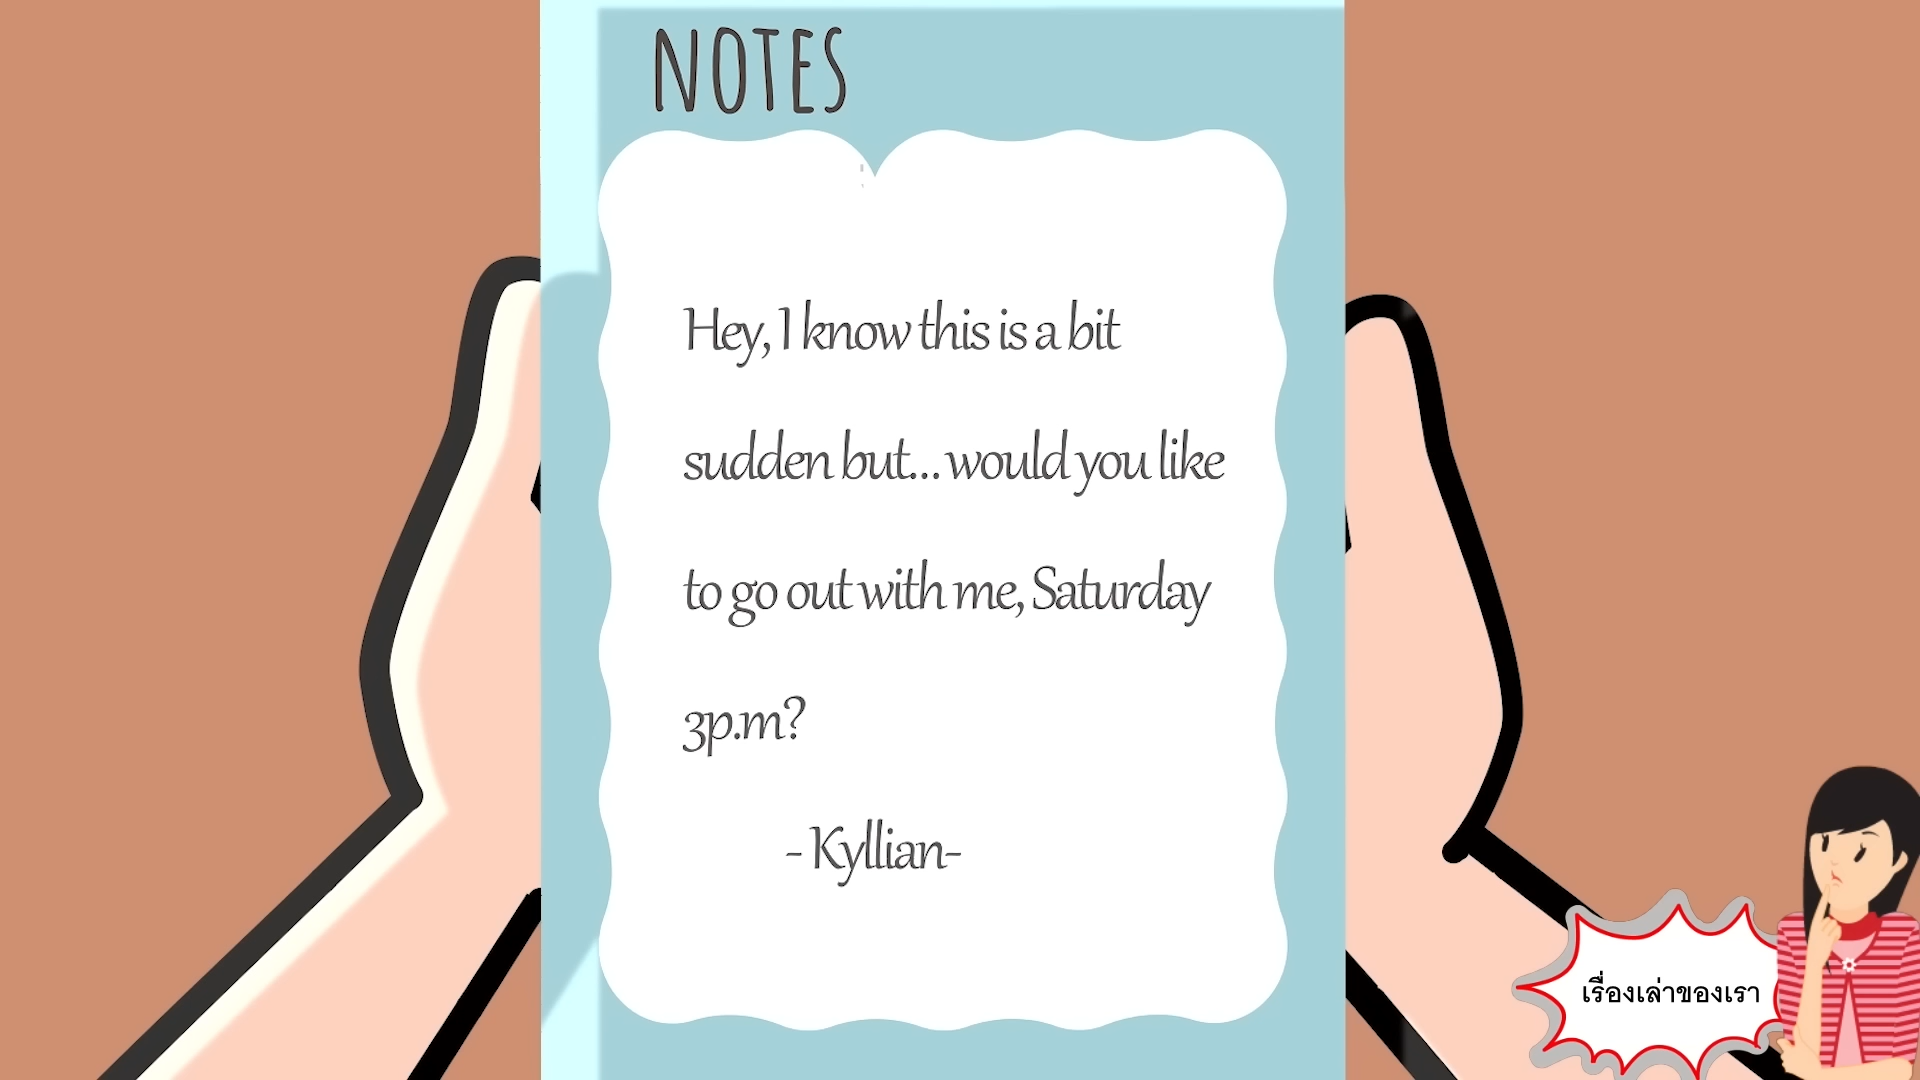 NOTES
Hey, I know this is a bit
sudden but... would you like
to go out with me, Saturday
3p.m?
- Kyllian-
เรื่องเล่าของเรา